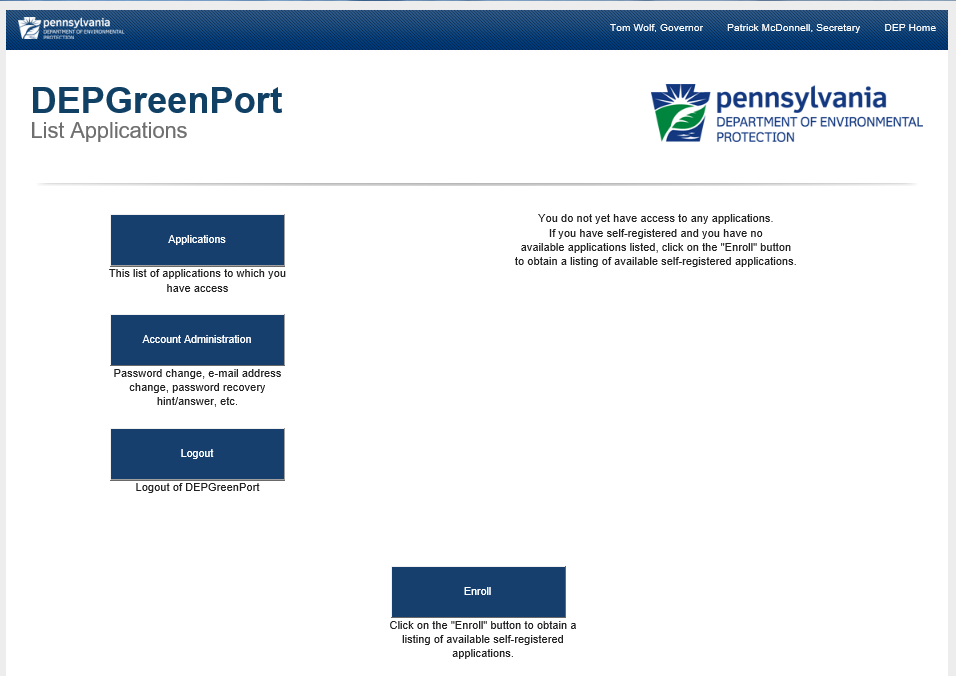 pennsylvania
DEPARTMENT OF ENVIRONMENTAL
PROTECTION
Tom Wolf, Governor
Patrick McDonnell, Secretary
DEP Home
DEPGreenPort
List Applications
pennsylvania
DEPARTMENT OF ENVIRONMENTAL
PROTECTION
Applications
This list of applications to which you
have access
You do not yet have access to any applications.
If you have self-registered and you have no
available applications listed, click on the "Enroll" button
to obtain a listing of available self-registered applications.
Account Administration
Password change, e-mail address
change, password recovery
hint/answer, etc.
Logout
Logout of DEPGreenPort
Enroll
Click on the "Enroll" button to obtain a
listing of available self-registered
applications.